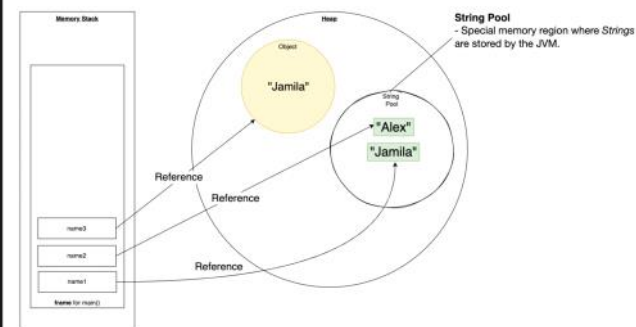 Memory Stack
Heap
String Pool
- Special memory region where Strings
are stored by the JVM.
Object
"Jamila"
String
Pool
"Alex"
"Jamila"
Reference
Reference
Reference
name3
name2
name1
frame for main()